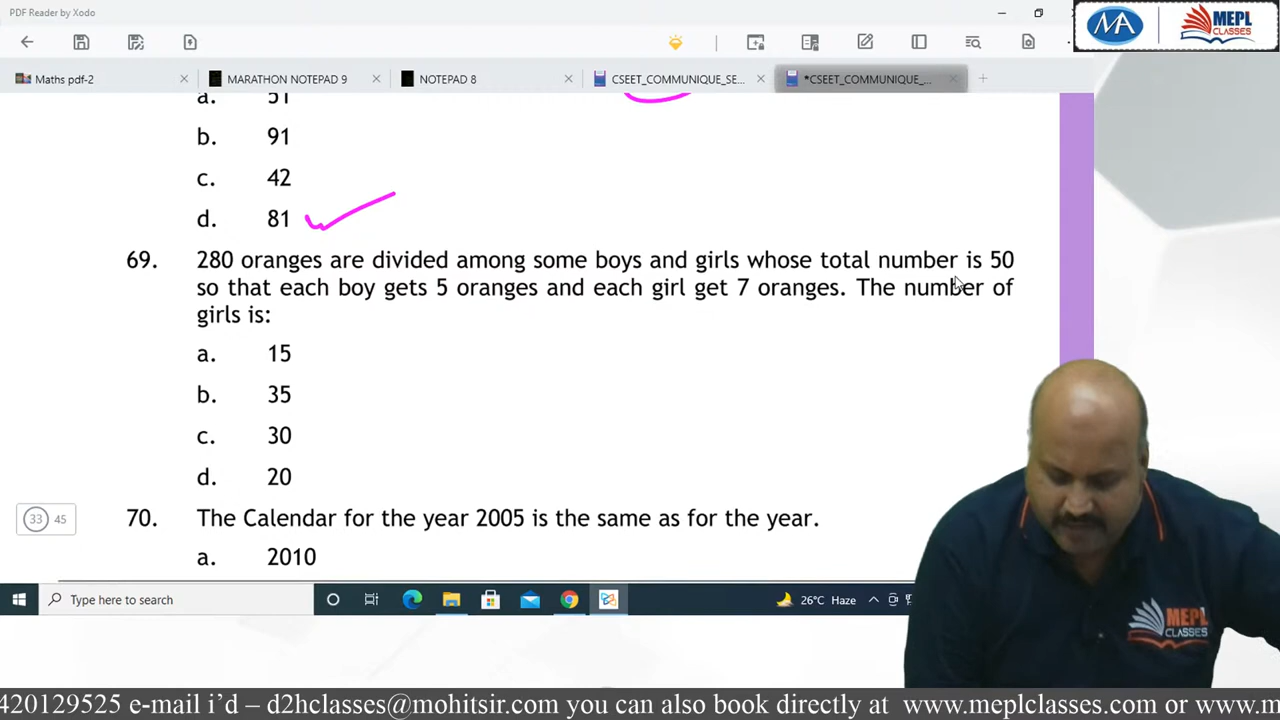 PDF Reader by Xodo
MA
MEPL
CLASSES
Maths pdf-2
MARATHON NOTEPAD 9
NOTEPAD 8
CSEET_COMMUNIQUE_SE...
*CSEET_COMMUNIQUE_...
a. 51
b. 91
c. 42
d. 81
69. 280 oranges are divided among some boys and girls whose total number is 50
so that each boy gets 5 oranges and each girl get 7 oranges. The number of
girls is:
a. 15
b. 35
c. 30
d. 20
33 45
70. The Calendar for the year 2005 is the same as for the year.
a. 2010
Type here to search
26°C Haze
MEPL
CLASSES
420129525 e-mail i'd – d2hclasses@mohitsir.com you can also book directly at www.meplclasses.com or www.m